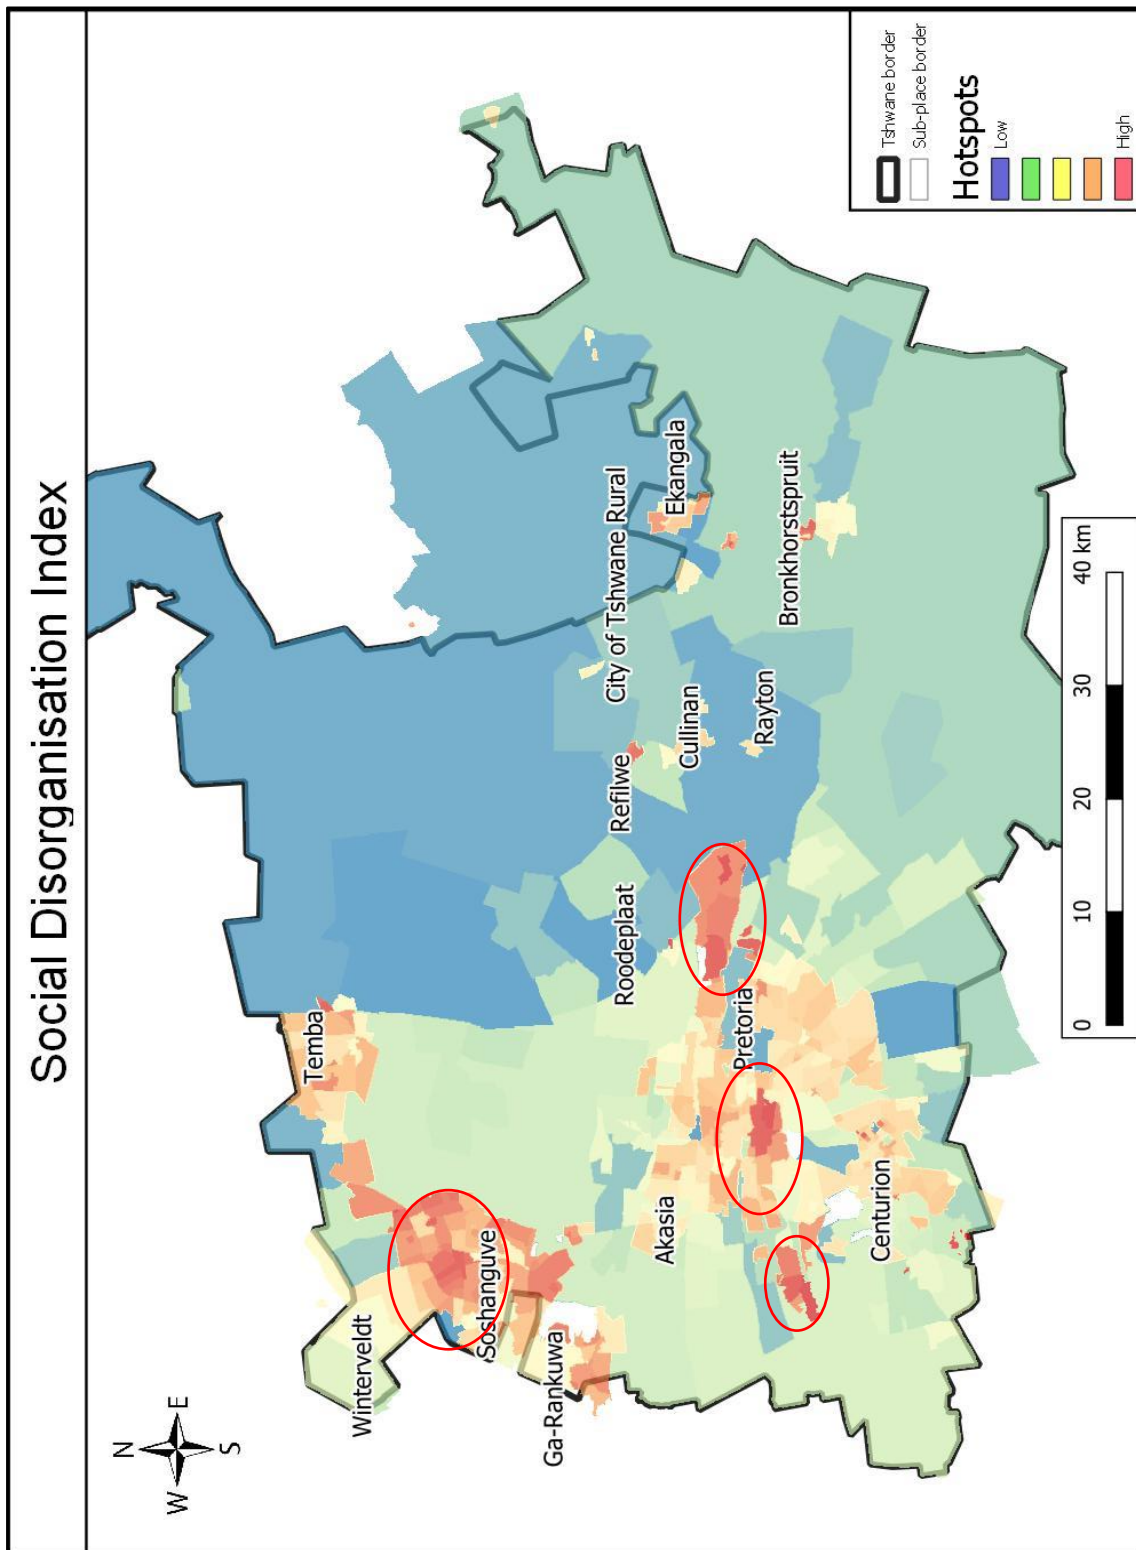 Social Disorganisation Index
N
W
E
S
Winterveldt
Temba
Soshanguve
Ga-Rankuwa
Akasia
Roodeplaat
Refilwe
City of Tshwane Rural
Cullinan
Ekangala
Rayton
Pretoria
Bronkhorstspruit
Centurion
0
10
20
30
40 km
Tshwane border
Sub-place border
Hotspots
Low
High